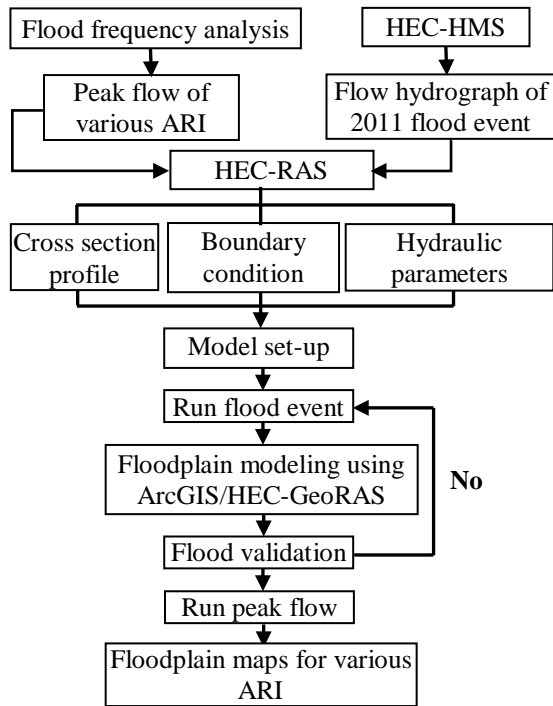 Flood frequency analysis
HEC-HMS
Peak flow of
various ARI
Flow hydrograph of
2011 flood event
HEC-RAS
Cross section
profile
Boundary
condition
Hydraulic
parameters
Model set-up
Run flood event
Floodplain modeling using
ArcGIS/HEC-GeoRAS
No
Flood validation
Run peak flow
Floodplain maps for various
ARI